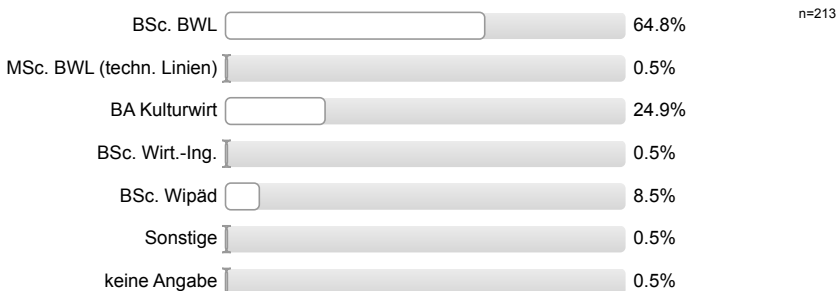 n=213
BSc. BWL 64.8%
MSc. BWL (techn. Linien) 0.5%
BA Kulturwirt 24.9%
BSc. Wirt.-Ing. 0.5%
BSc. Wipäd 8.5%
Sonstige 0.5%
keine Angabe 0.5%